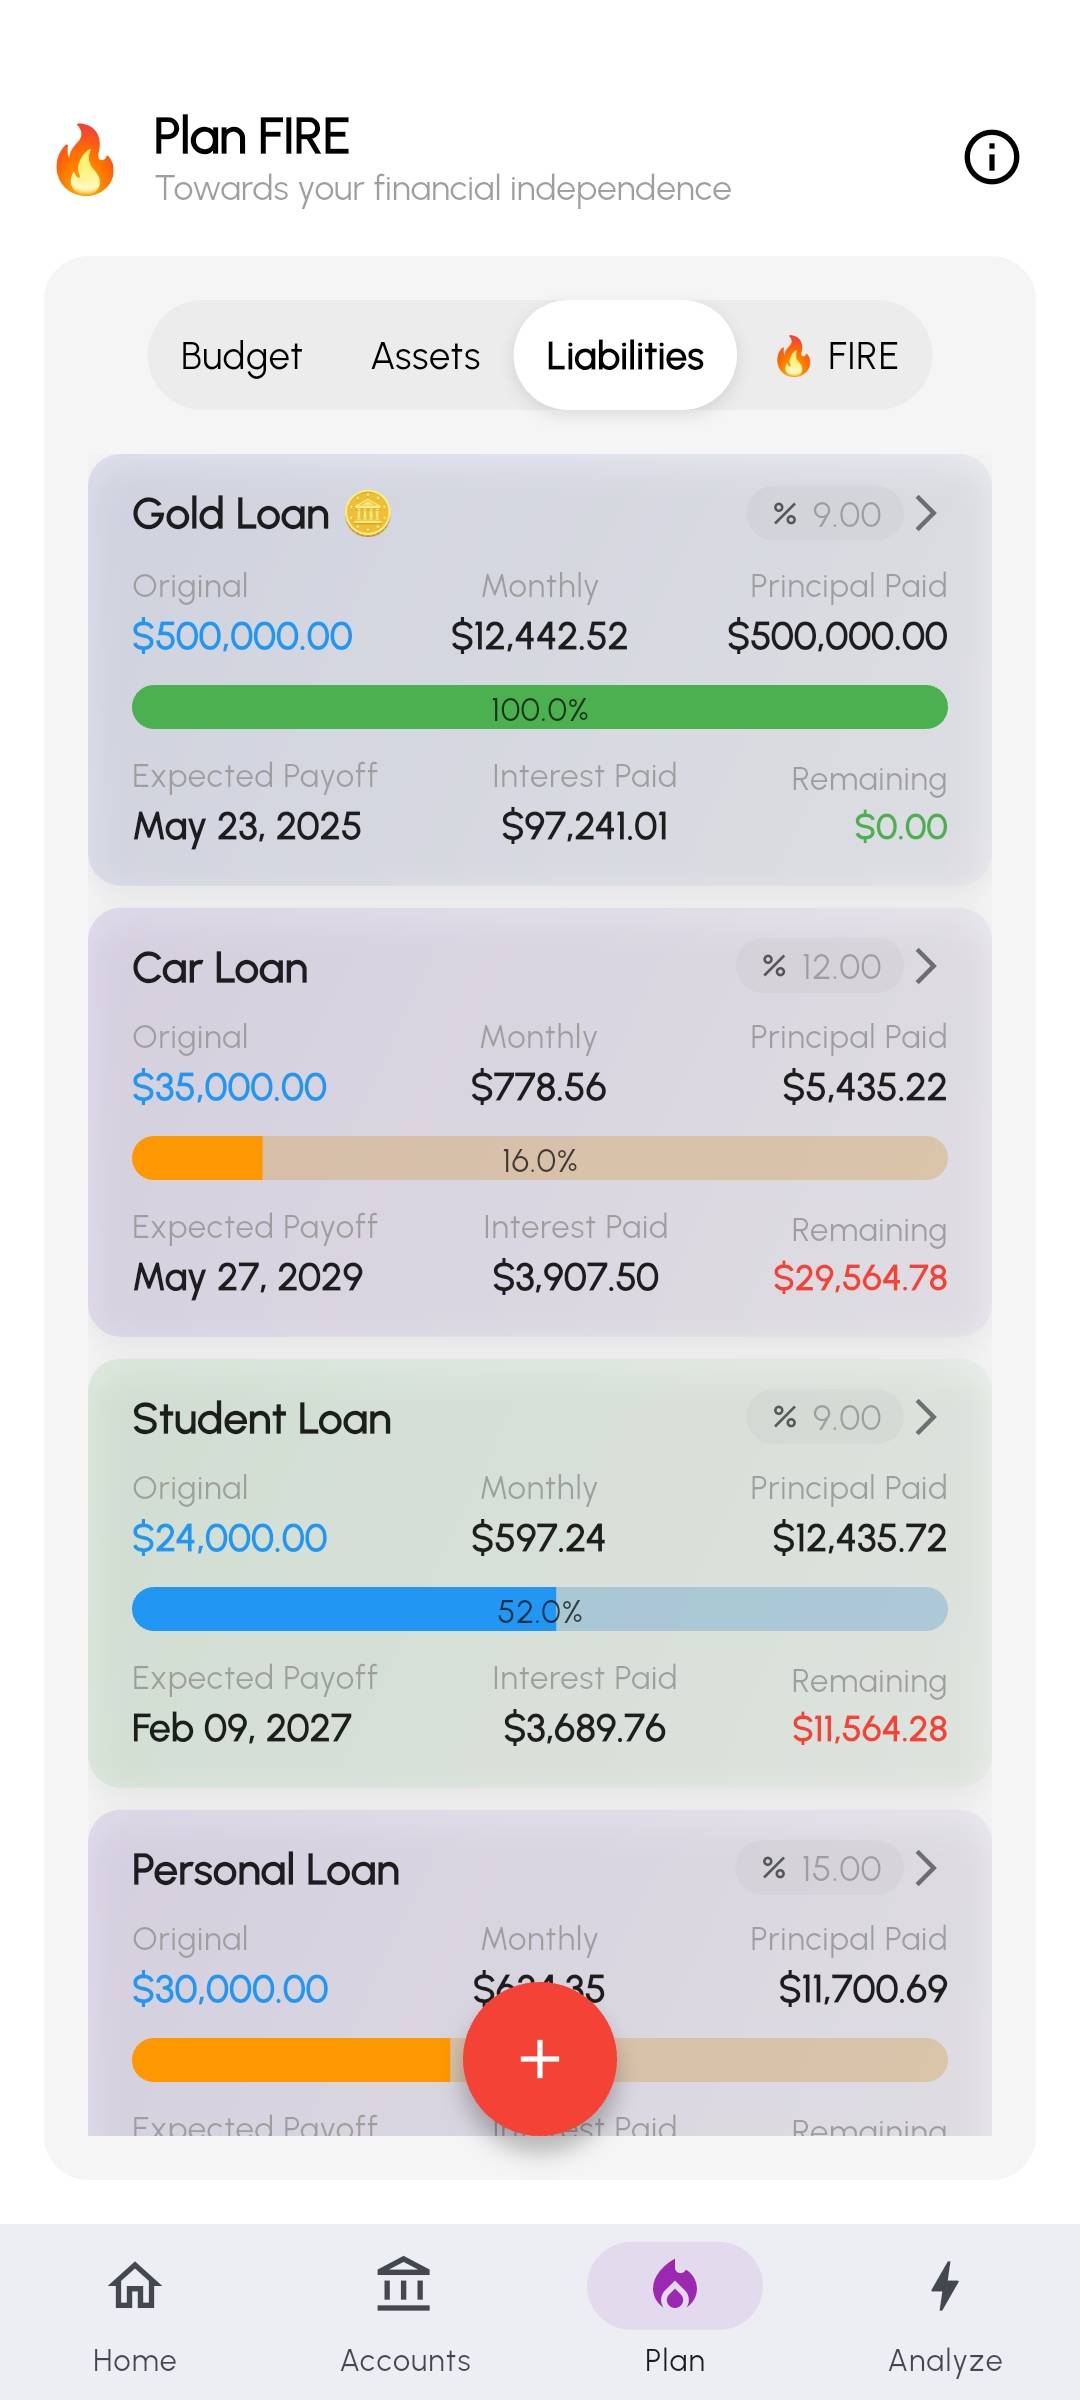 Plan FIRE
Towards your financial independence
Budget Assets Liabilities FIRE
Gold Loan % 9.00
Original Monthly Principal Paid
$500,000.00 $12,442.52 $500,000.00
100.0%
Expected Payoff Interest Paid Remaining
May 23, 2025 $97,241.01 $0.00
Car Loan % 12.00
Original Monthly Principal Paid
$35,000.00 $778.56 $5,435.22
16.0%
Expected Payoff Interest Paid Remaining
May 27, 2029 $3,907.50 $29,564.78
Student Loan % 9.00
Original Monthly Principal Paid
$24,000.00 $597.24 $12,435.72
52.0%
Expected Payoff Interest Paid Remaining
Feb 09, 2027 $3,689.76 $11,564.28
Personal Loan % 15.00
Original Monthly Principal Paid
$30,000.00 $11,700.69
Expected Payoff Interest Paid Remaining
Home Accounts Plan Analyze